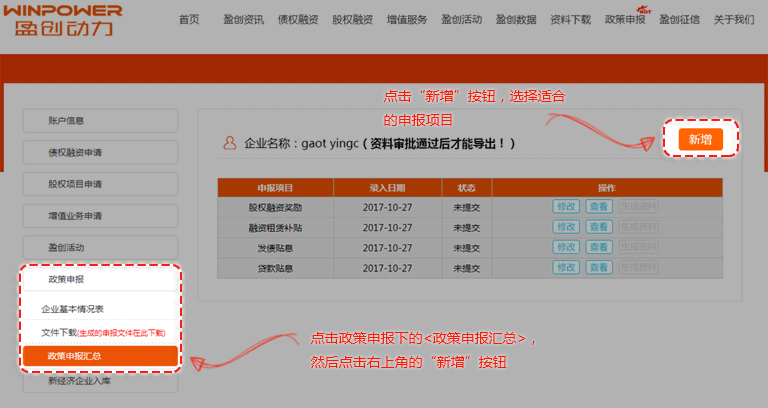 WINPOWER
盈创动力
首页 盈创资讯 债权融资 股权融资 增值服务 盈创活动 盈创数据 资料下载 政策申报 HOT 盈创征信 关于我们
点击“新增”按钮，选择适合
的申报项目
账户信息
债权融资申请
股权项目申请
增值业务申请
盈创活动
政策申报
企业基本情况表
文件下载(生成的申报文件在此下载)
政策申报汇总
新经济企业入库
企业名称：gaot yingc（资料审批通过后才能导出！）
新增
申报项目 录入日期 状态 操作
股权融资奖励 2017-10-27 未提交 修改 查看 生成资料
融资租赁补贴 2017-10-27 未提交 修改 查看 生成资料
发债贴息 2017-10-27 未提交 修改 查看 生成资料
贷款贴息 2017-10-27 未提交 修改 查看 生成资料
点击政策申报下的<政策申报汇总>，
然后点击右上角的“新增”按钮